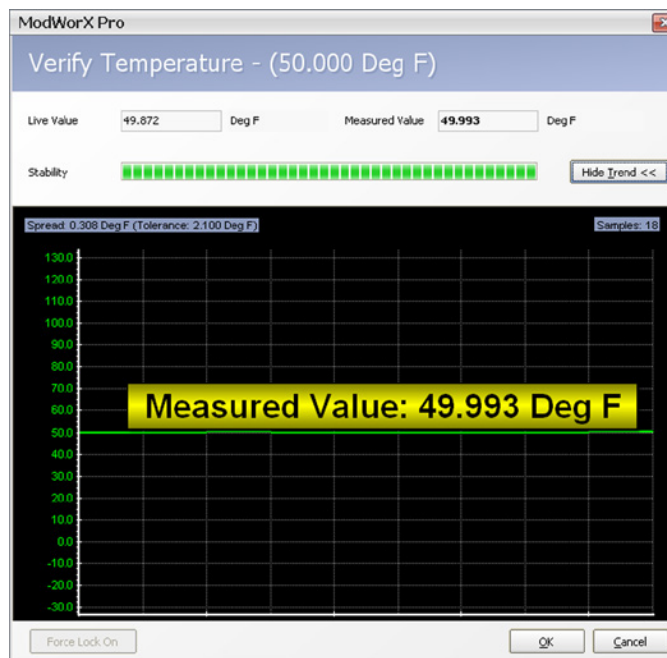 ModWorX Pro
Verify Temperature - (50.000 Deg F)
Live Value 49.872 Deg F Measured Value 49.993 Deg F
Stability Hide Trend <<
Spread: 0.308 Deg F (Tolerance: 2.100 Deg F) Samples: 18
130.0
120.0
110.0
100.0
90.0
80.0
70.0
Measured Value: 49.993 Deg F
60.0
50.0
40.0
30.0
20.0
10.0
0.0
-10.0
-20.0
-30.0
Force Lock On OK Cancel